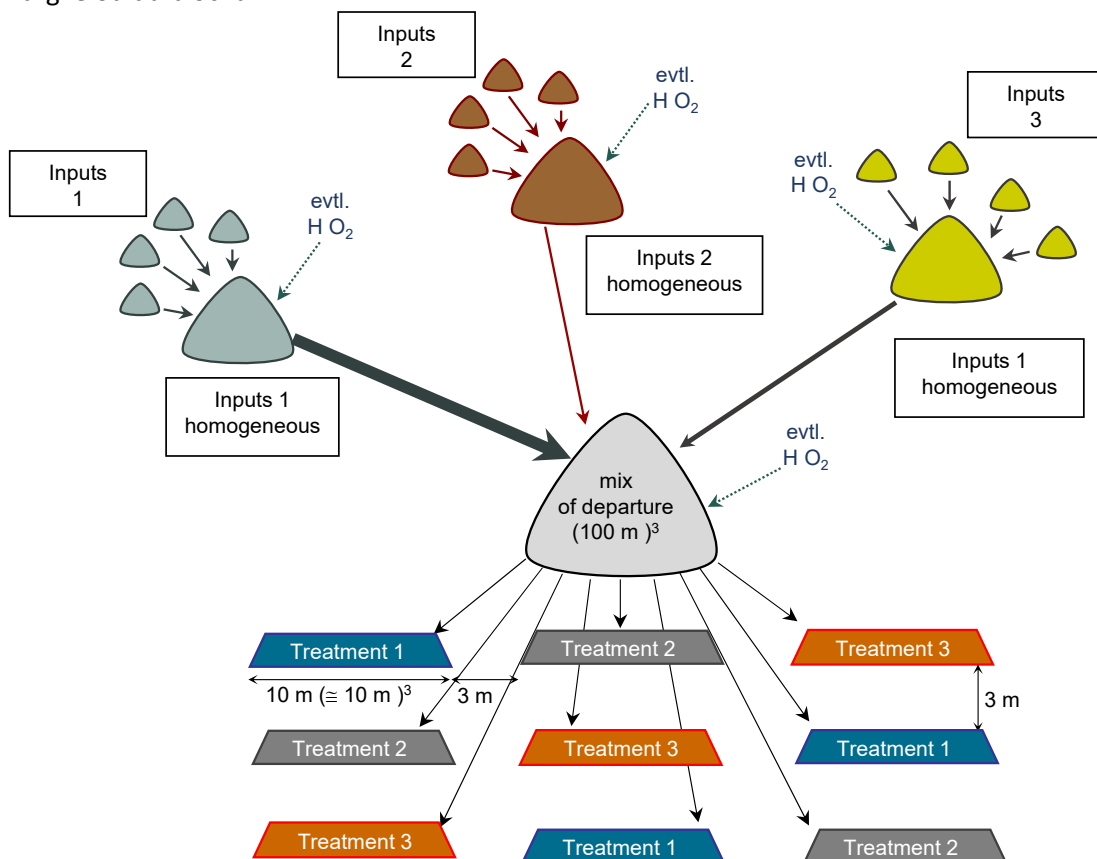 Inputs
2
evtl.
H O₂
Inputs
3
Inputs
1
evtl.
H O₂
evtl.
H O₂
Inputs 2
homogeneous
Inputs 1
homogeneous
Inputs 1
homogeneous
evtl.
H O₂
mix
of departure
(100 m )³
Treatment 1
Treatment 2
Treatment 3
10 m (≅ 10 m )³
3 m
3 m
Treatment 2
Treatment 3
Treatment 1
Treatment 3
Treatment 1
Treatment 2